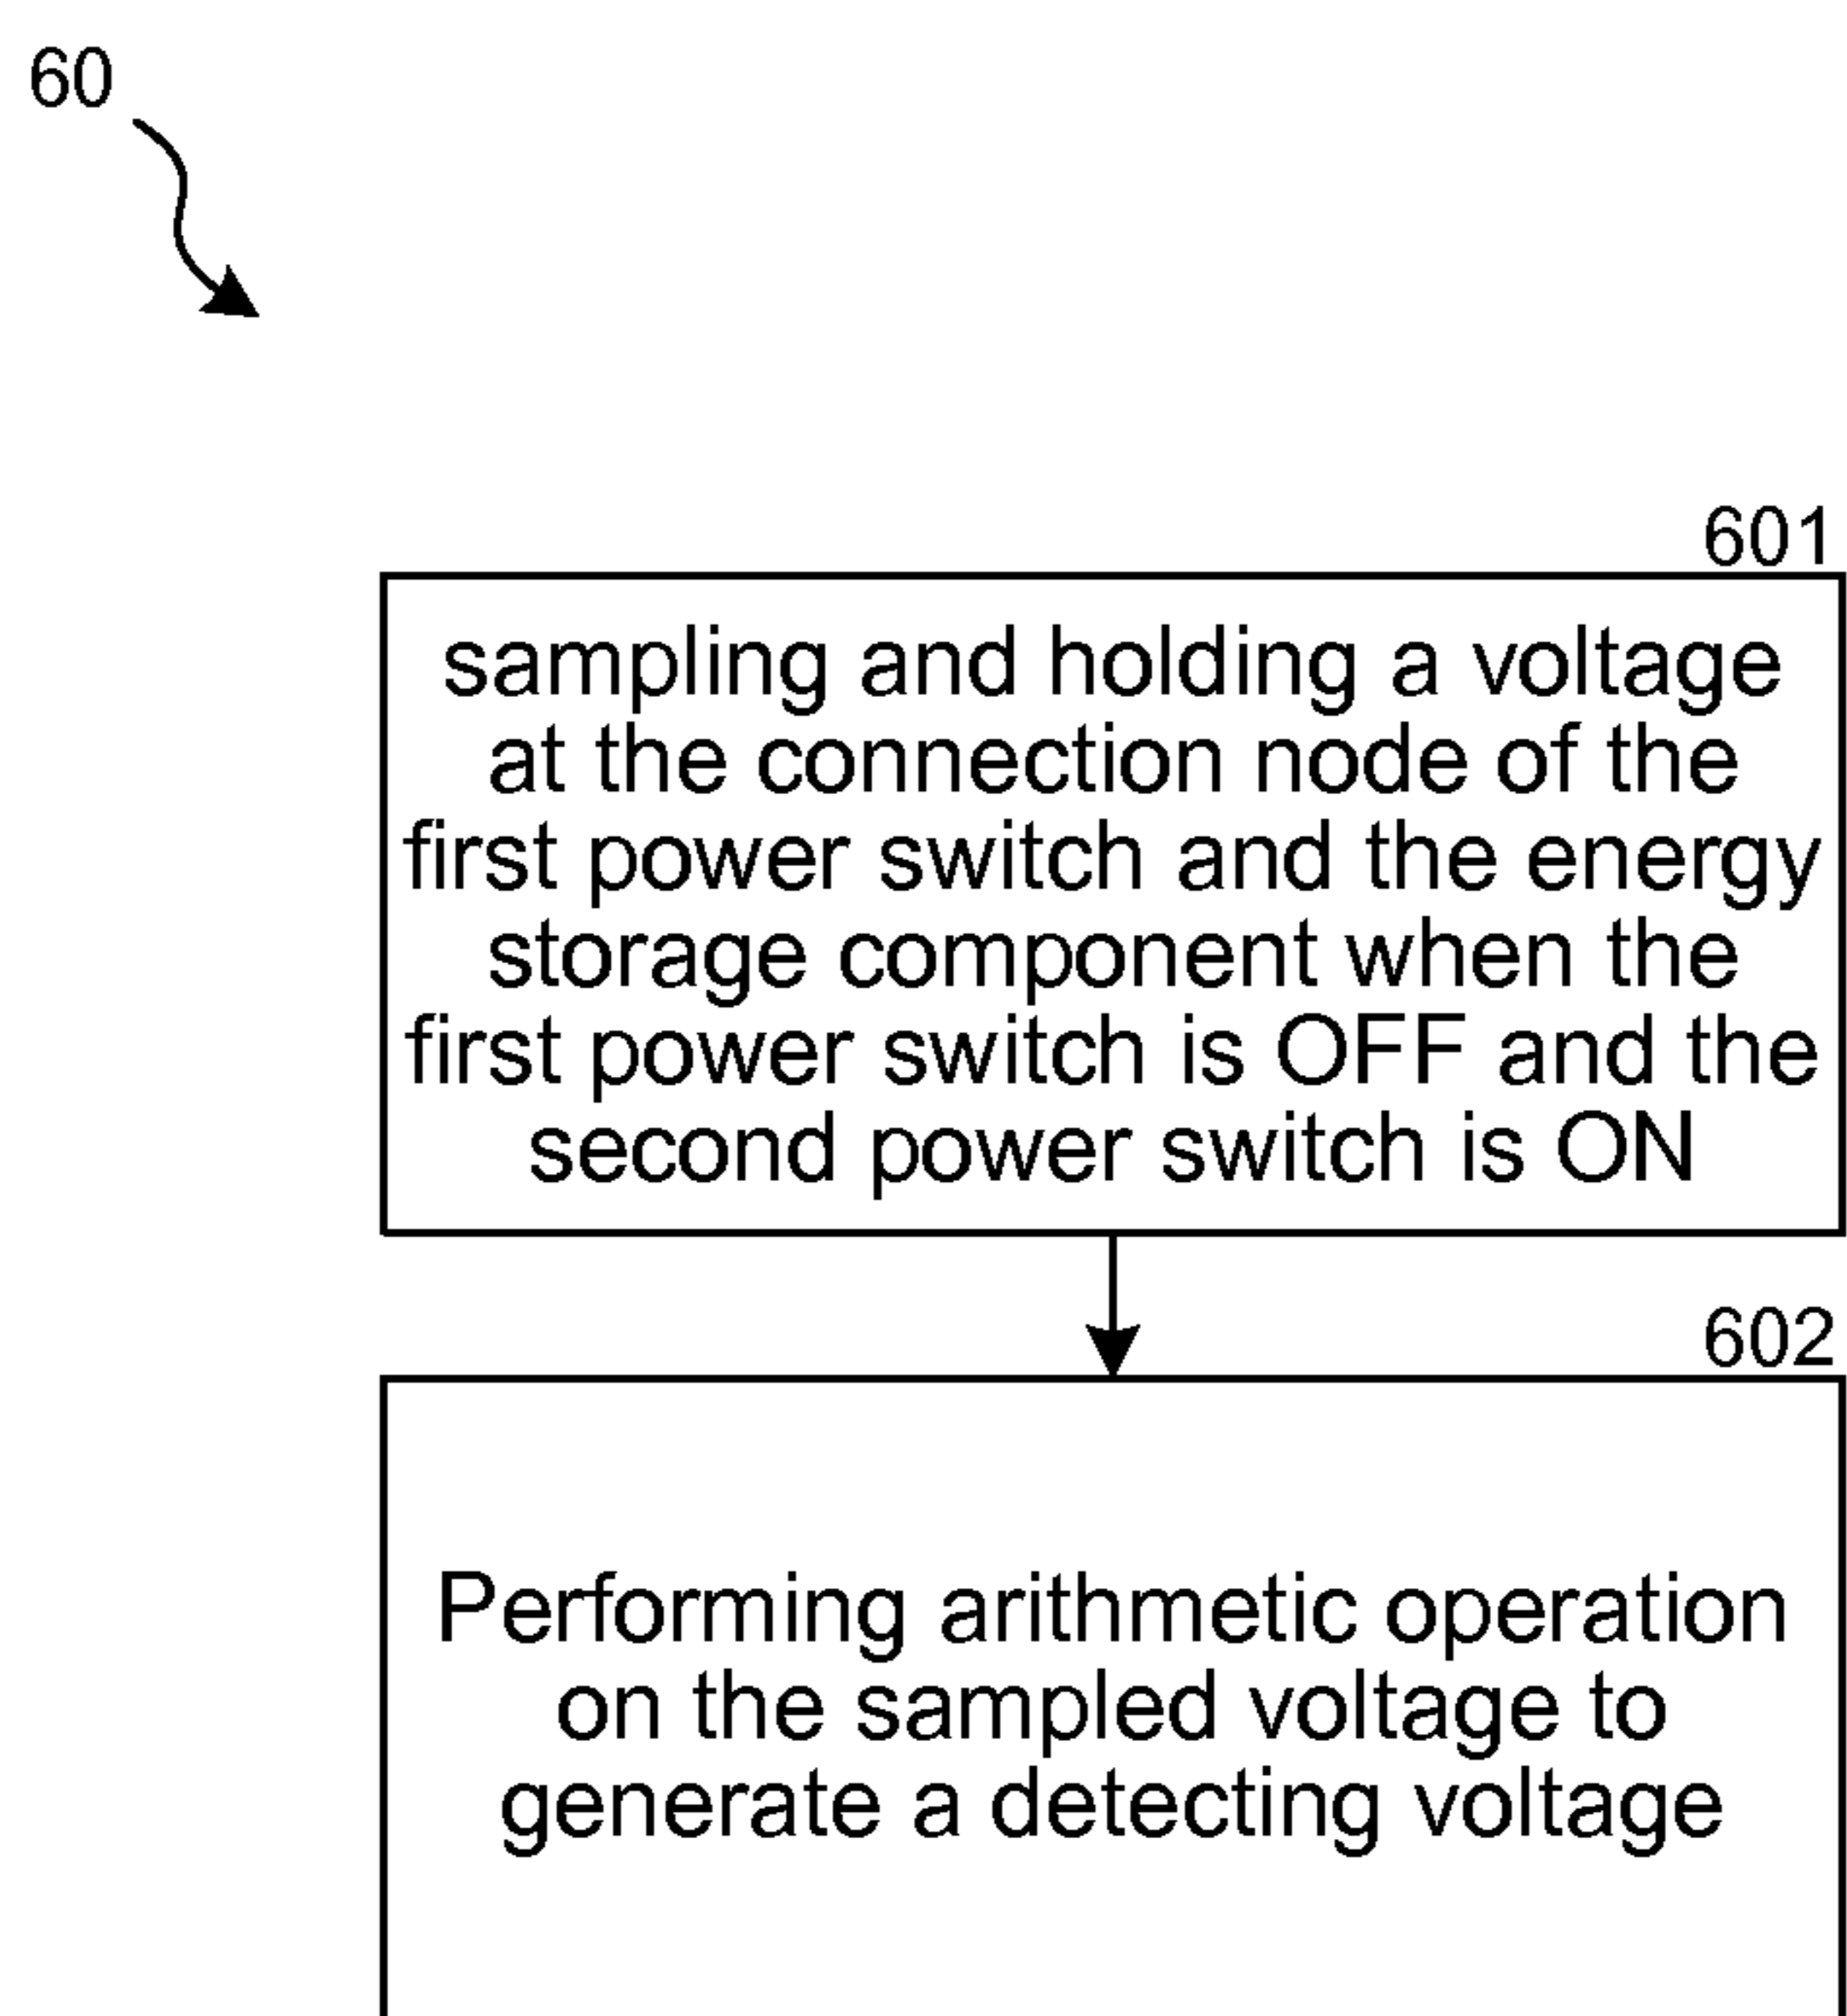 60
601
sampling and holding a voltage
at the connection node of the
first power switch and the energy
storage component when the
first power switch is OFF and the
second power switch is ON
602
Performing arithmetic operation
on the sampled voltage to
generate a detecting voltage